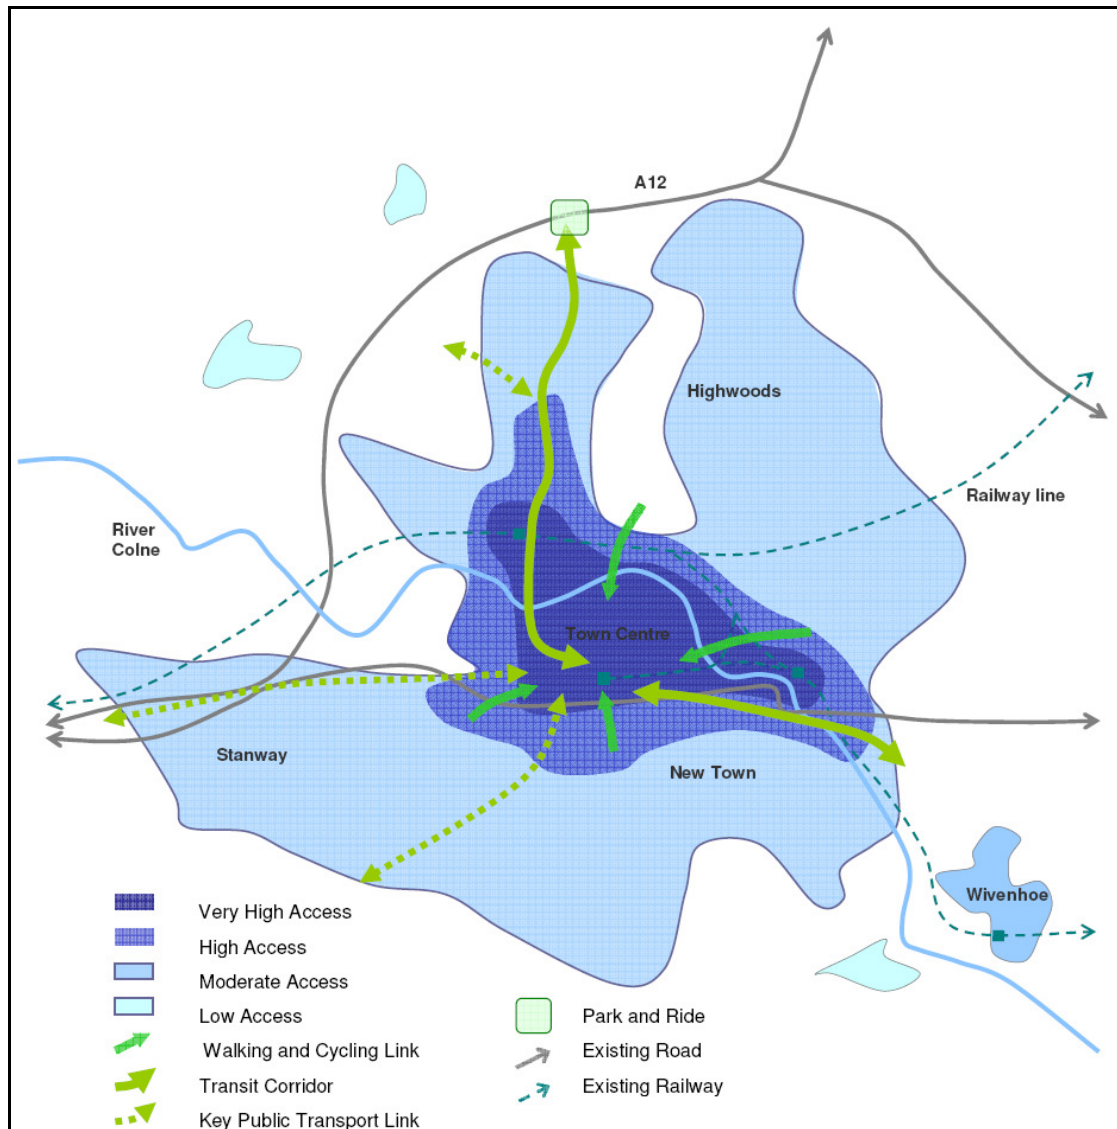 A12
Highwoods
Railway line
River
Colne
Town Centre
Stanway
New Town
Wivenhoe
Very High Access
High Access
Moderate Access
Low Access
Walking and Cycling Link
Transit Corridor
Key Public Transport Link
Park and Ride
Existing Road
Existing Railway